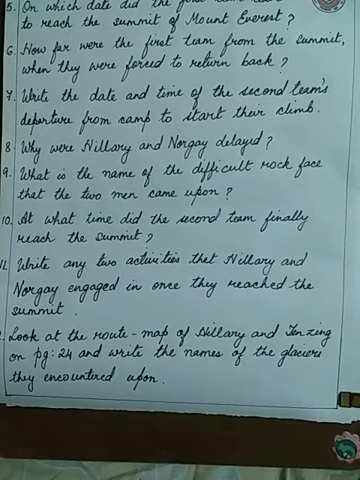 5. On which date did the
to reach the summit of Mount Everest?
6. How far were the first team from the summit,
when they were forced to return back?
7. Write the date and time of the second team's
departure from camp to start their climb.
8. Why were Hillary and Norgay delayed?
9. What is the name of the difficult rock face
that the two men came upon?
10. At what time did the second team finally
reach the summit?
11. Write any two activities that Hillary and
Norgay engaged in once they reached the
summit.
Look at the route-map of Hillary and Tenzing
on pg: 24 and write the names of the glaciers
they encountered upon.